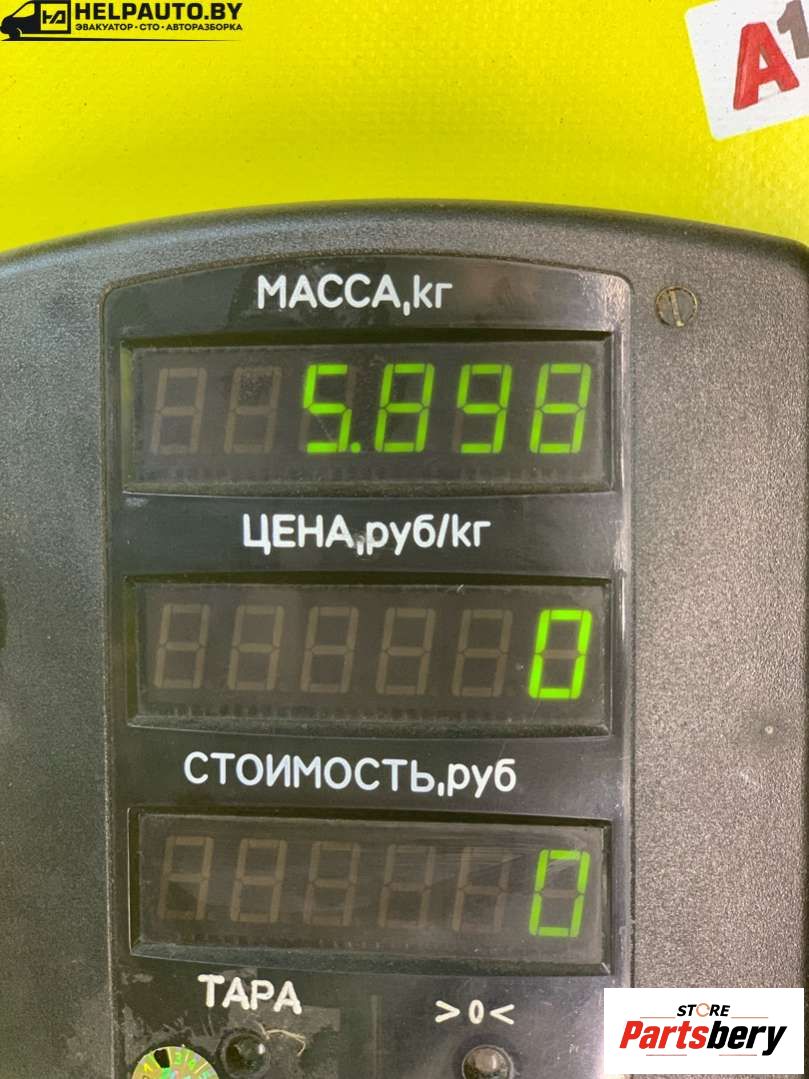 HELPAUTO.BY
ЭВАКУАТОР • СТО • АВТОРАЗБОРКА
A1
МАССА,кг
5.898
ЦЕНА,руб/кг
0
СТОИМОСТЬ,руб
0
ТАРА >0<
STORE
Partsbery